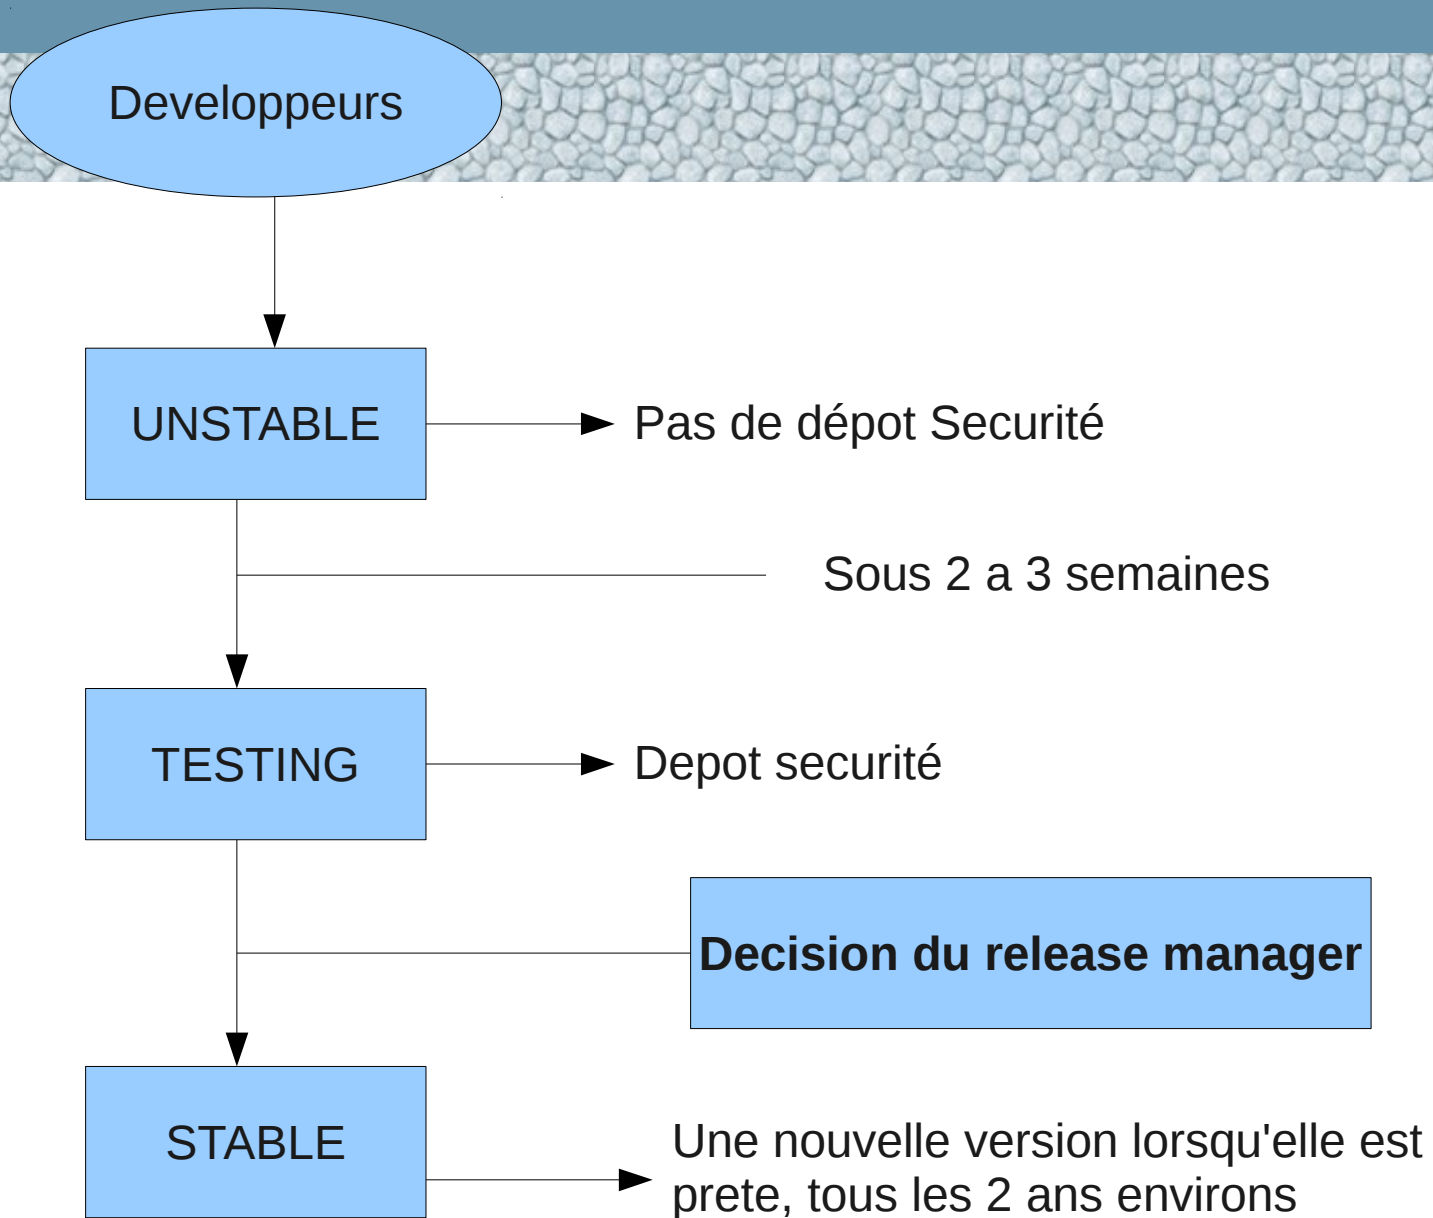 Developpeurs
UNSTABLE
Pas de dépot Securité
Sous 2 a 3 semaines
TESTING
Depot securité
Decision du release manager
STABLE
Une nouvelle version lorsqu'elle est
prete, tous les 2 ans environs